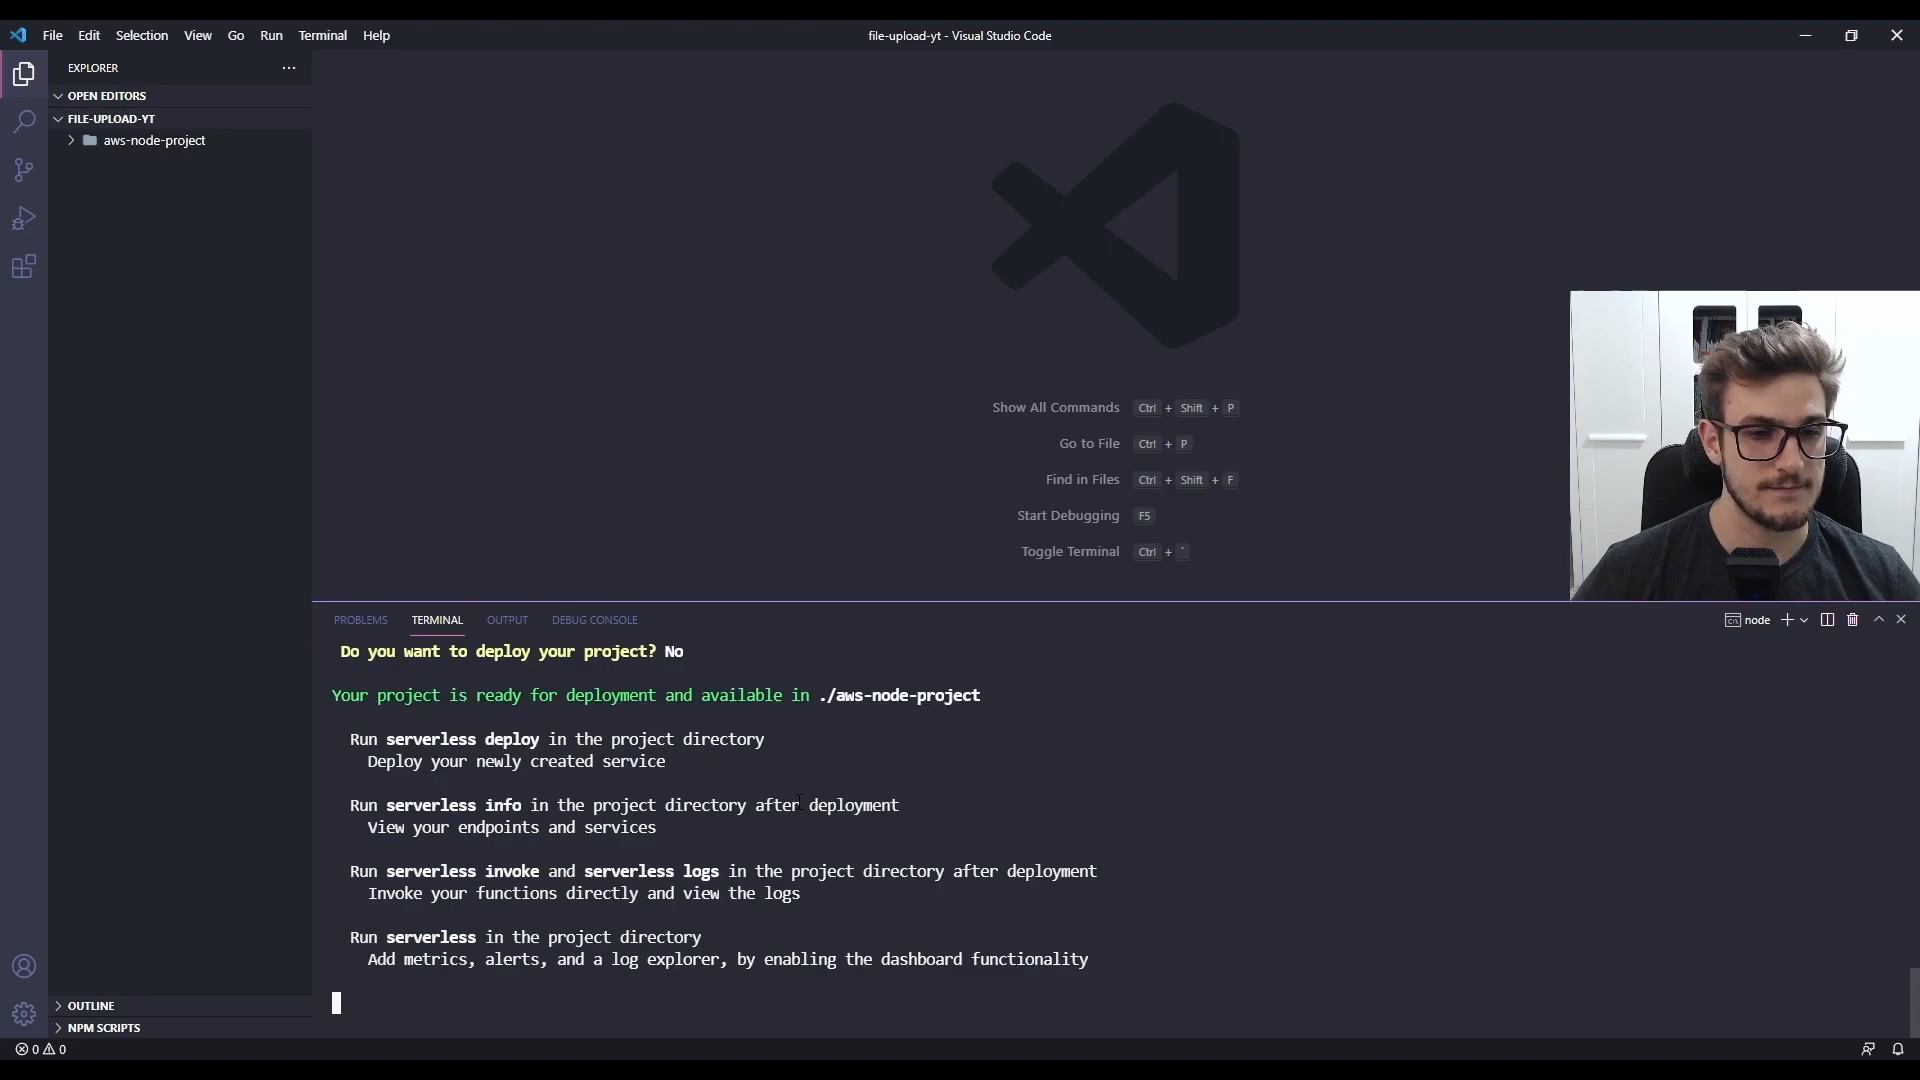 File Edit Selection View Go Run Terminal Help
file-upload-yt - Visual Studio Code
EXPLORER
OPEN EDITORS
FILE-UPLOAD-YT
aws-node-project
Show All Commands Ctrl + Shift + P
Go to File Ctrl + P
Find in Files Ctrl + Shift + F
Start Debugging F5
Toggle Terminal Ctrl + `
PROBLEMS TERMINAL OUTPUT DEBUG CONSOLE
node
Do you want to deploy your project? No
Your project is ready for deployment and available in ./aws-node-project
Run serverless deploy in the project directory
Deploy your newly created service
Run serverless info in the project directory after deployment
View your endpoints and services
Run serverless invoke and serverless logs in the project directory after deployment
Invoke your functions directly and view the logs
Run serverless in the project directory
Add metrics, alerts, and a log explorer, by enabling the dashboard functionality
OUTLINE
NPM SCRIPTS
0 0